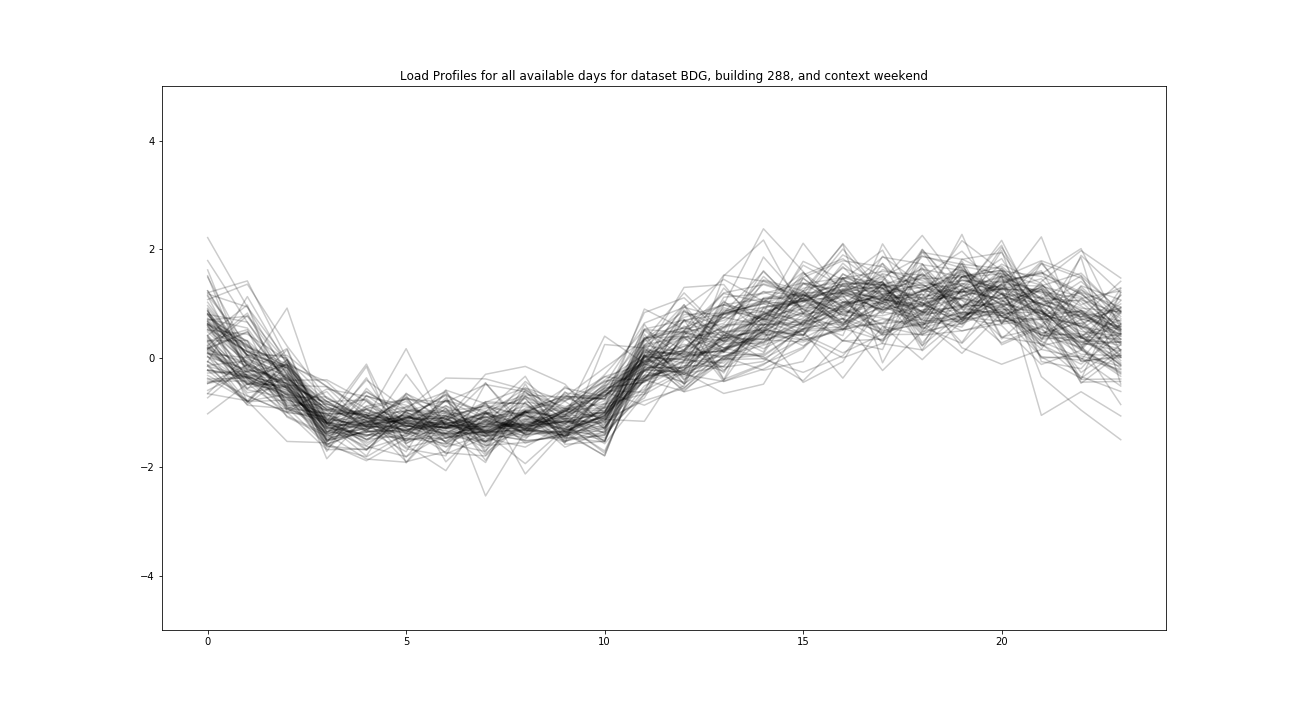 Load Profiles for all available days for dataset BDG, building 288, and context weekend
4
2
0
−2
−4
0 5 10 15 20